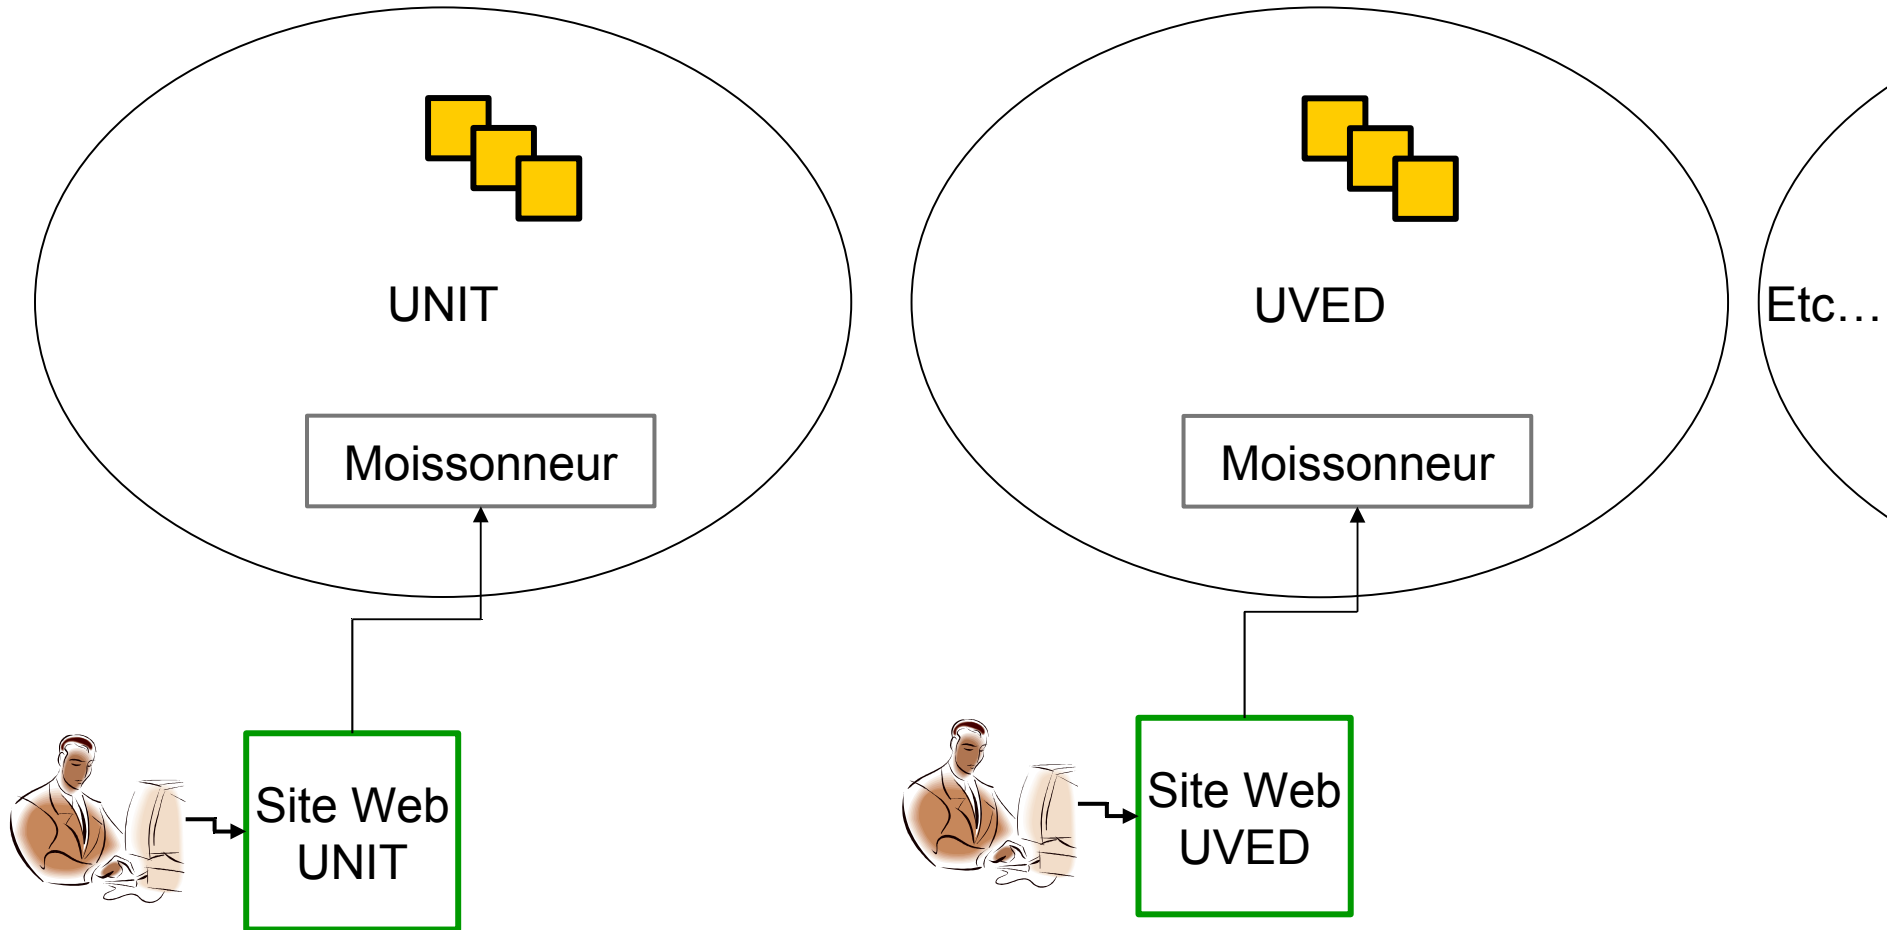 UNIT
UVED
Etc…
Moissonneur
Moissonneur
Site Web
UNIT
Site Web
UVED